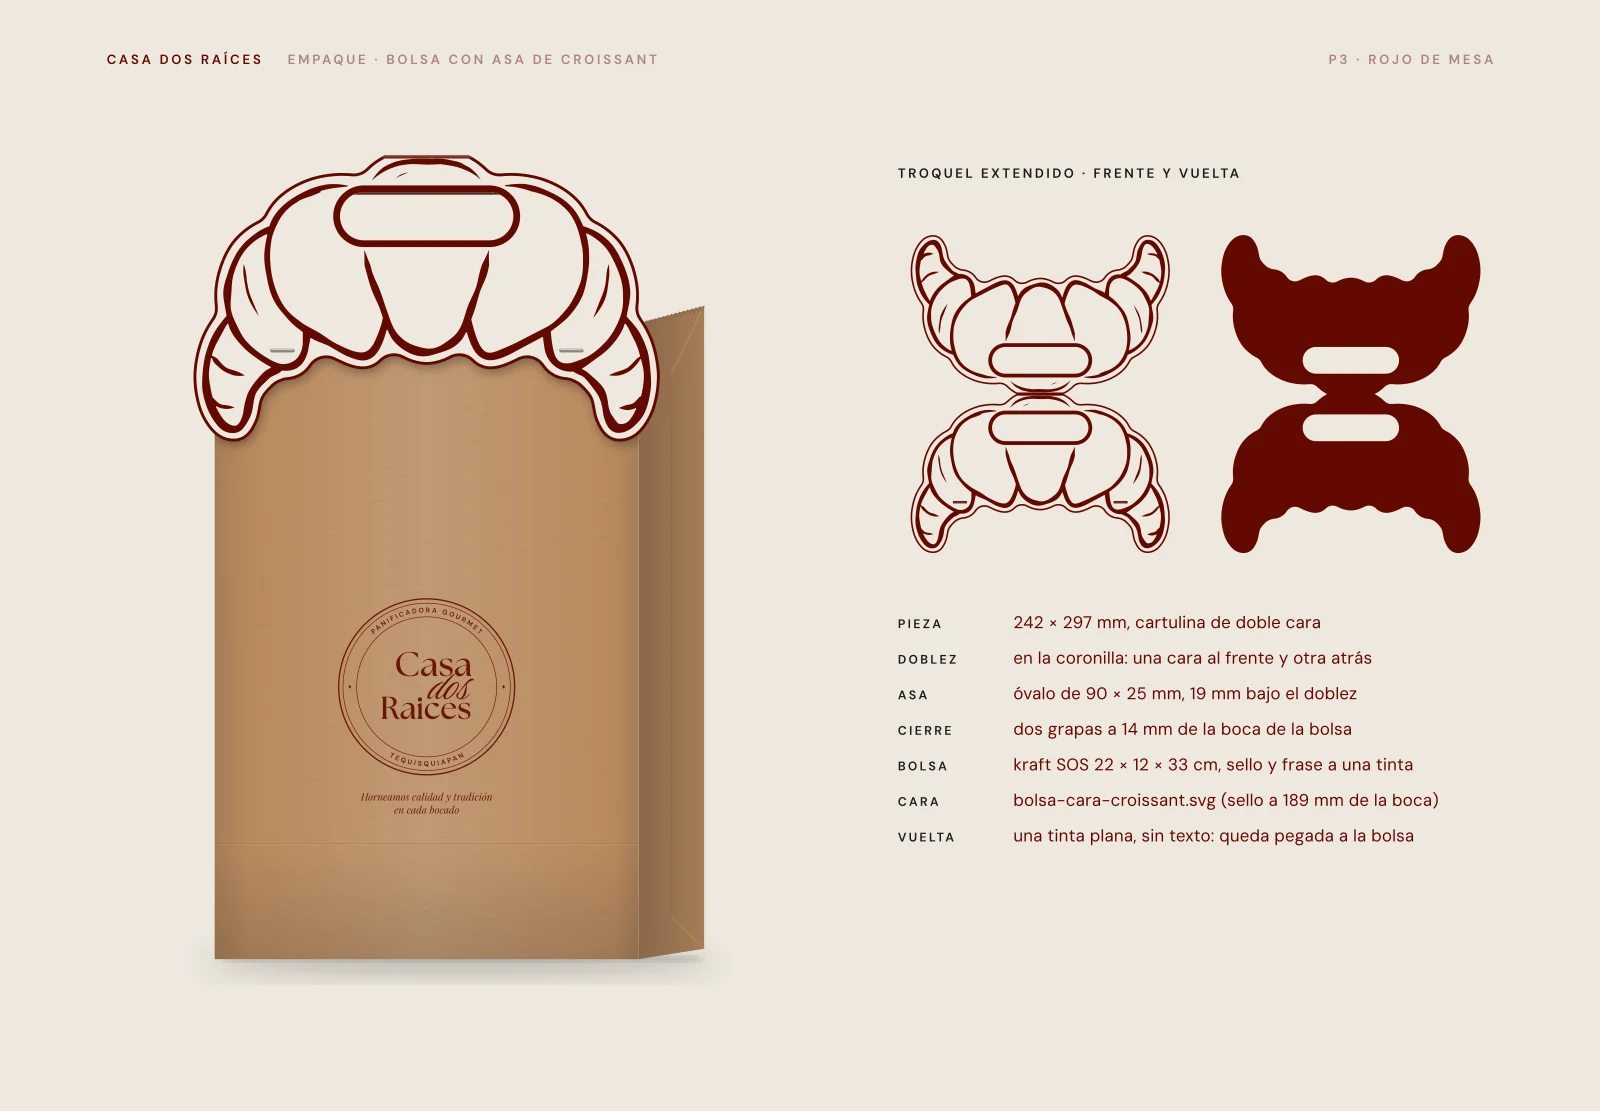 CASA DOS RAÍCES EMPAQUE · BOLSA CON ASA DE CROISSANT
P3 · ROJO DE MESA
PANIFICADORA GOURMET
Casa
dos
Raíces
TEQUISQUIAPAN
Horneamos calidad y tradición
en cada bocado
TROQUEL EXTENDIDO · FRENTE Y VUELTA
PIEZA 242 × 297 mm, cartulina de doble cara
DOBLEZ en la coronilla: una cara al frente y otra atrás
ASA óvalo de 90 × 25 mm, 19 mm bajo el doblez
CIERRE dos grapas a 14 mm de la boca de la bolsa
BOLSA kraft SOS 22 × 12 × 33 cm, sello y frase a una tinta
CARA bolsa-cara-croissant.svg (sello a 189 mm de la boca)
VUELTA una tinta plana, sin texto: queda pegada a la bolsa